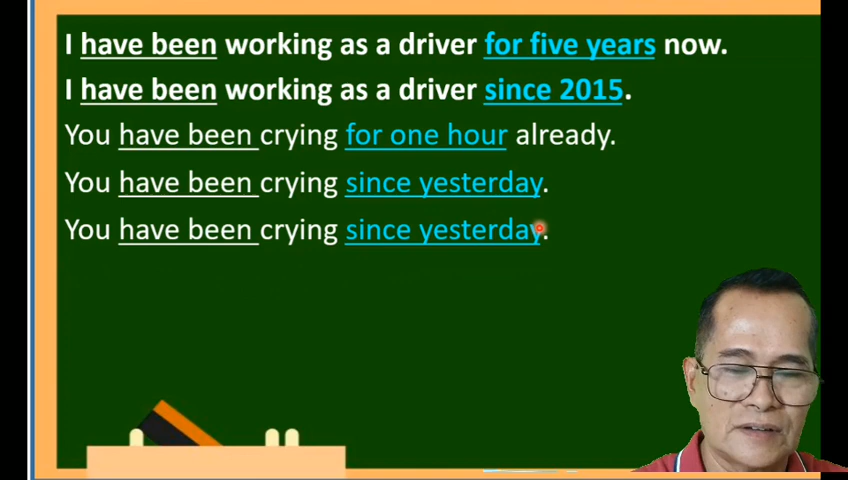 I have been working as a driver for five years now.
I have been working as a driver since 2015.
You have been crying for one hour already.
You have been crying since yesterday.
You have been crying since yesterday.